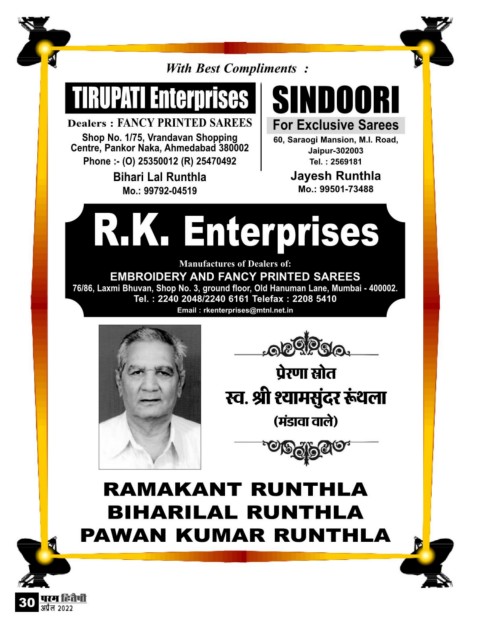 With Best Compliments :
TIRUPATI Enterprises
Dealers : FANCY PRINTED SAREES
Shop No. 1/75, Vrandavan Shopping
Centre, Pankor Naka, Ahmedabad 380002
Phone :- (O) 25350012 (R) 25470492
Bihari Lal Runthla
Mo.: 99792-04519
SINDOORI
For Exclusive Sarees
60, Saraogi Mansion, M.I. Road,
Jaipur-302003
Tel. : 2569181
Jayesh Runthla
Mo.: 99501-73488
R.K. Enterprises
Manufactures of Dealers of:
EMBROIDERY AND FANCY PRINTED SAREES
76/86, Laxmi Bhuvan, Shop No. 3, ground floor, Old Hanuman Lane, Mumbai - 400002.
Tel. : 2240 2048/2240 6161 Telefax : 2208 5410
Email : rkenterprises@mtnl.net.in
प्रेरणा स्रोत
स्व. श्री श्यामसुंदर रूंथला
(मंडावा वाले)
RAMAKANT RUNTHLA
BIHARILAL RUNTHLA
PAWAN KUMAR RUNTHLA
30 परम हितैषी
अप्रैल 2022